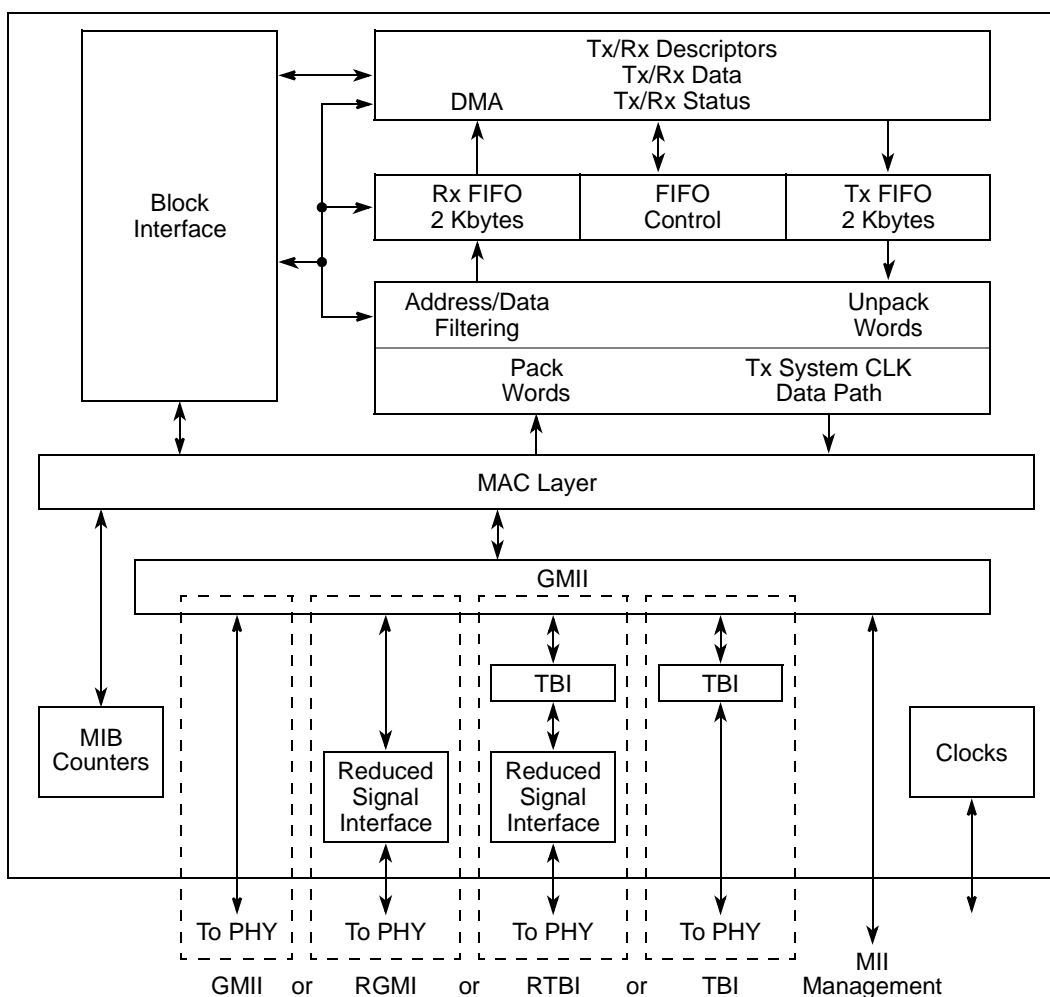 Tx/Rx Descriptors
Tx/Rx Data
Tx/Rx Status
DMA
Block
Interface
Rx FIFO
2 Kbytes
FIFO
Control
Tx FIFO
2 Kbytes
Address/Data
Filtering
Unpack
Words
Pack
Words
Tx System CLK
Data Path
MAC Layer
GMII
TBI
TBI
MIB
Counters
Reduced
Signal
Interface
Reduced
Signal
Interface
Clocks
To PHY
To PHY
To PHY
To PHY
GMII or RGMI or RTBI or TBI
MII
Management